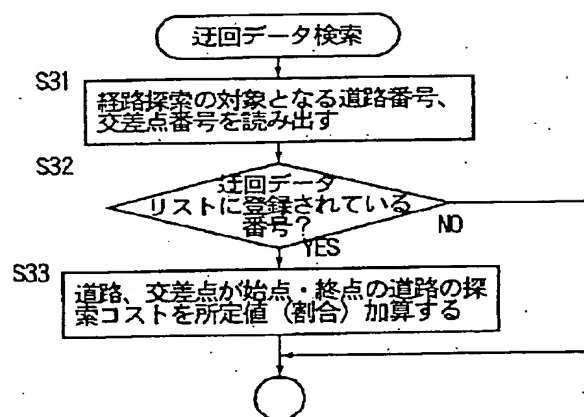 迂回データ検索
S31
経路探索の対象となる道路番号、
交差点番号を読み出す
S32
迂回データ
リストに登録されている
番号?
NO
YES
S33
道路、交差点が始点・終点の道路の探
索コストを所定値（割合）加算する